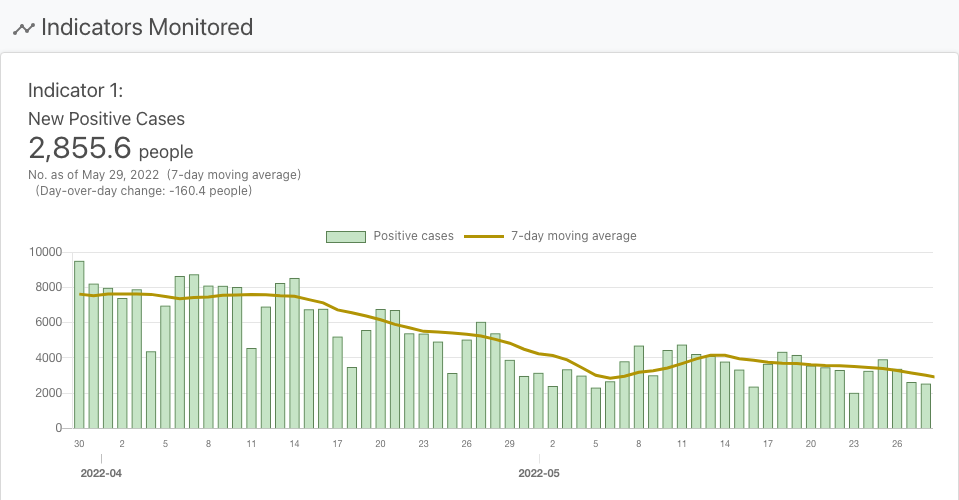 Indicators Monitored
Indicator 1:
New Positive Cases
2,855.6 people
No. as of May 29, 2022 (7-day moving average)
(Day-over-day change: -160.4 people)
Positive cases 7-day moving average
10000
8000
6000
4000
2000
0
30 2 5 8 11 14 17 20 23 26 29 2 5 8 11 14 17 20 23 26
2022-04 2022-05